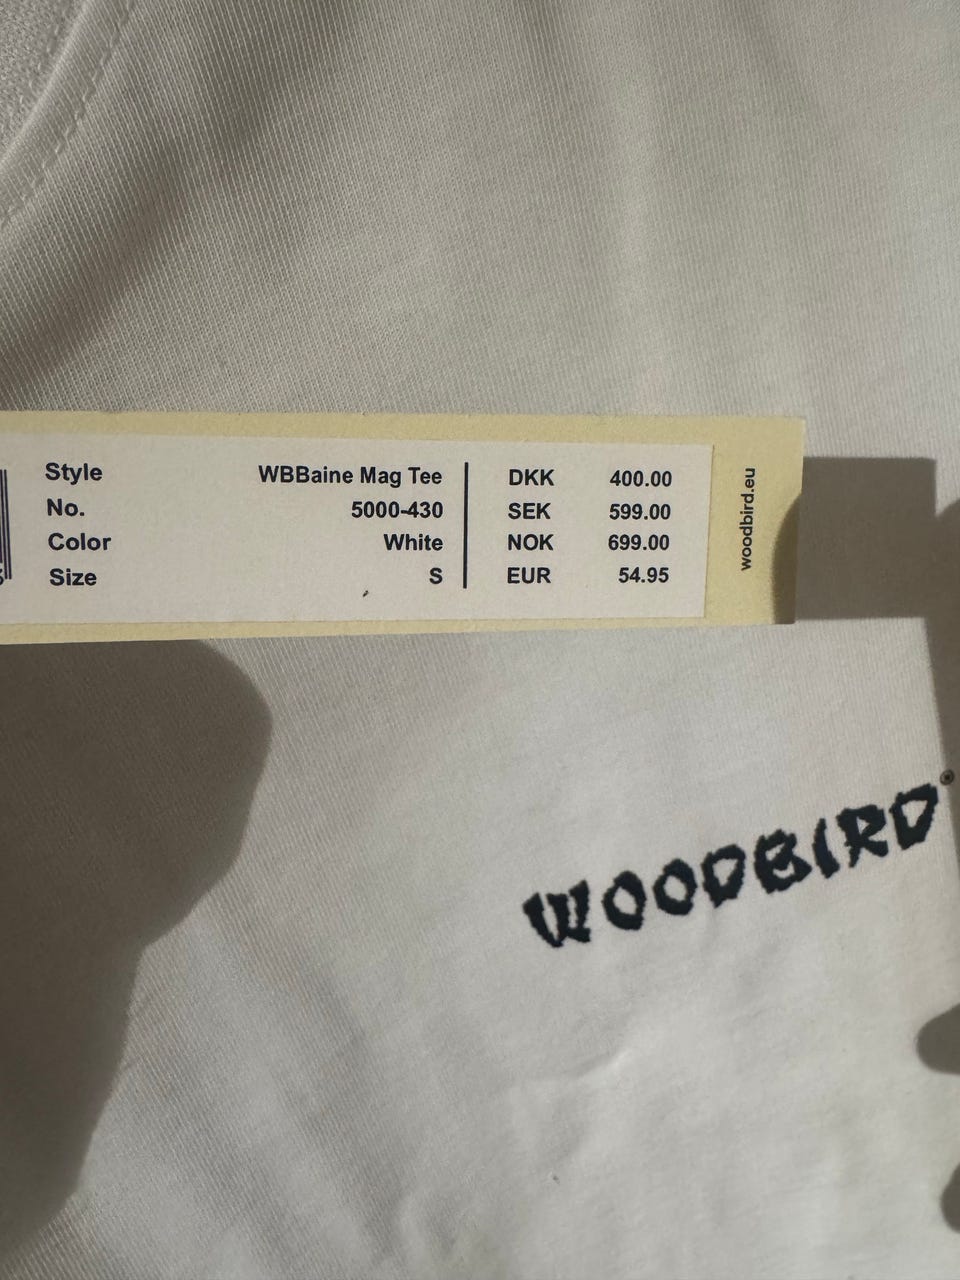 Style WBBaine Mag Tee
No. 5000-430
Color White
Size S
DKK 400.00
SEK 599.00
NOK 699.00
EUR 54.95
woodbird.eu
WOODBIRD®